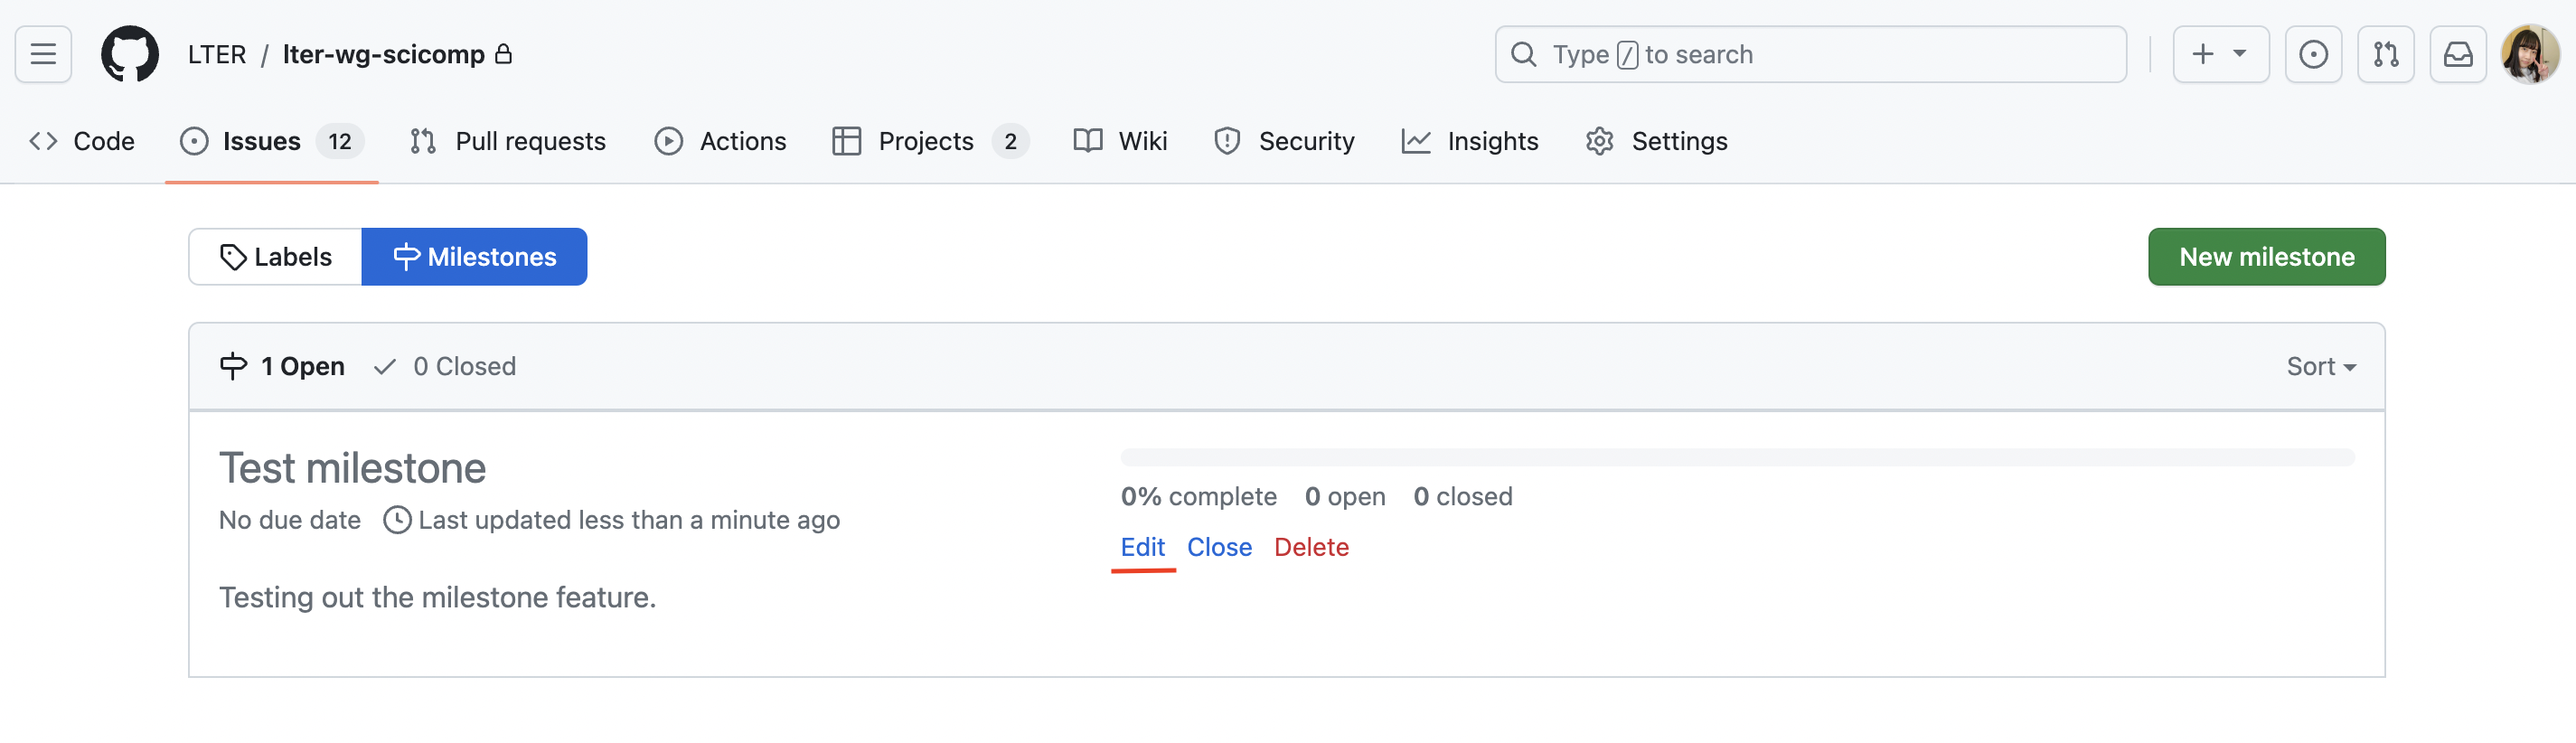 LTER / lter-wg-scicomp
Type / to search
Code
Issues 12
Pull requests
Actions
Projects 2
Wiki
Security
Insights
Settings
Labels
Milestones
New milestone
1 Open
0 Closed
Sort
Test milestone
No due date Last updated less than a minute ago
Testing out the milestone feature.
0% complete 0 open 0 closed
Edit Close Delete